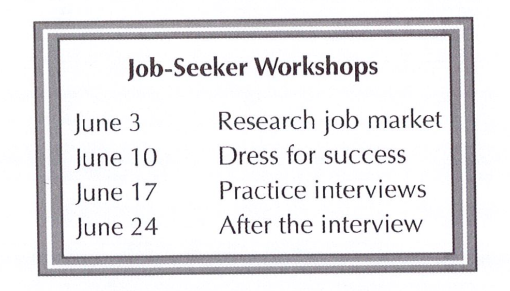 Job-Seeker Workshops
June 3 Research job market
June 10 Dress for success
June 17 Practice interviews
June 24 After the interview